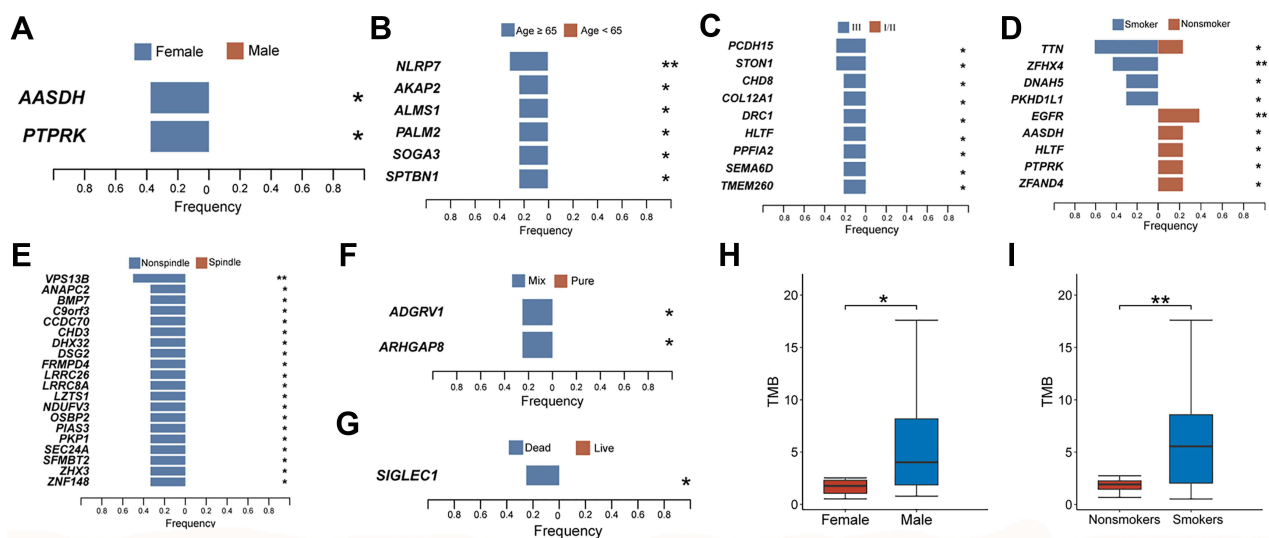 A
Female Male
AASDH *
PTPRK *
0.8 0.6 0.4 0.2 0 0.2 0.4 0.6 0.8
Frequency
B
Age ≥ 65 Age < 65
NLRP7 **
AKAP2 *
ALMS1 *
PALM2 *
SOGA3 *
SPTBN1 *
0.8 0.6 0.4 0.2 0 0.2 0.4 0.6 0.8
Frequency
C
III I/II
PCDH15 *
STON1 *
CHD8 *
COL12A1 *
DRC1 *
HLTF *
PPFIA2 *
SEMA6D *
TMEM260 *
0.8 0.6 0.4 0.2 0 0.2 0.4 0.6 0.8
Frequency
D
Smoker Nonsmoker
TTN *
ZFHX4 **
DNAH5 *
PKHD1L1 *
EGFR **
AASDH *
HLTF *
PTPRK *
ZFAND4 *
0.8 0.6 0.4 0.2 0 0.2 0.4 0.6 0.8
Frequency
E
Nonspindle Spindle
VPS13B **
ANAPC2 *
BMP7 *
C9orf3 *
CCDC70 *
CHD3 *
DHX32 *
DSG2 *
FRMPD4 *
LRRC26 *
LRRC8A *
LZTS1 *
NDUFV3 *
OSBP2 *
PIAS3 *
PKP1 *
SEC24A *
SFMBT2 *
ZHX3 *
ZNF148 *
0.8 0.6 0.4 0.2 0 0.2 0.4 0.6 0.8
Frequency
F
Mix Pure
ADGRV1 *
ARHGAP8 *
0.8 0.6 0.4 0.2 0 0.2 0.4 0.6 0.8
Frequency
G
Dead Live
SIGLEC1 *
0.8 0.6 0.4 0.2 0 0.2 0.4 0.6 0.8
Frequency
H
*
20
15
10
5
0
TMB
Female Male
I
**
20
15
10
5
0
TMB
Nonsmokers Smokers